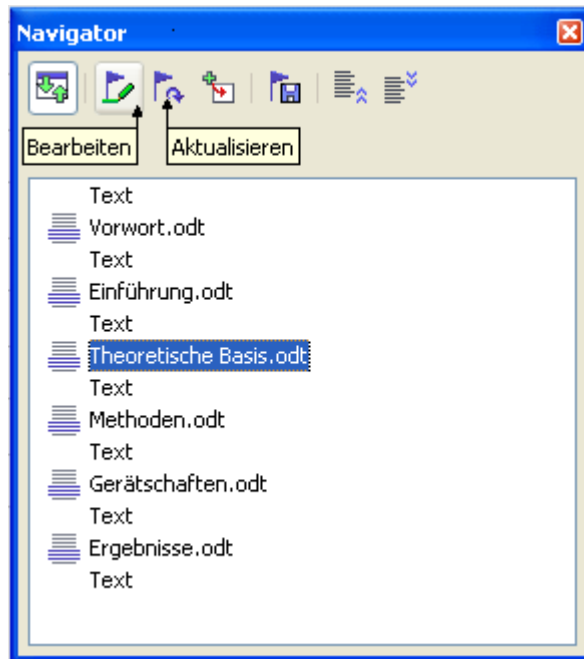 Navigator
Bearbeiten
Aktualisieren
Text
Vorwort.odt
Text
Einführung.odt
Text
Theoretische Basis.odt
Text
Methoden.odt
Text
Gerätschaften.odt
Text
Ergebnisse.odt
Text